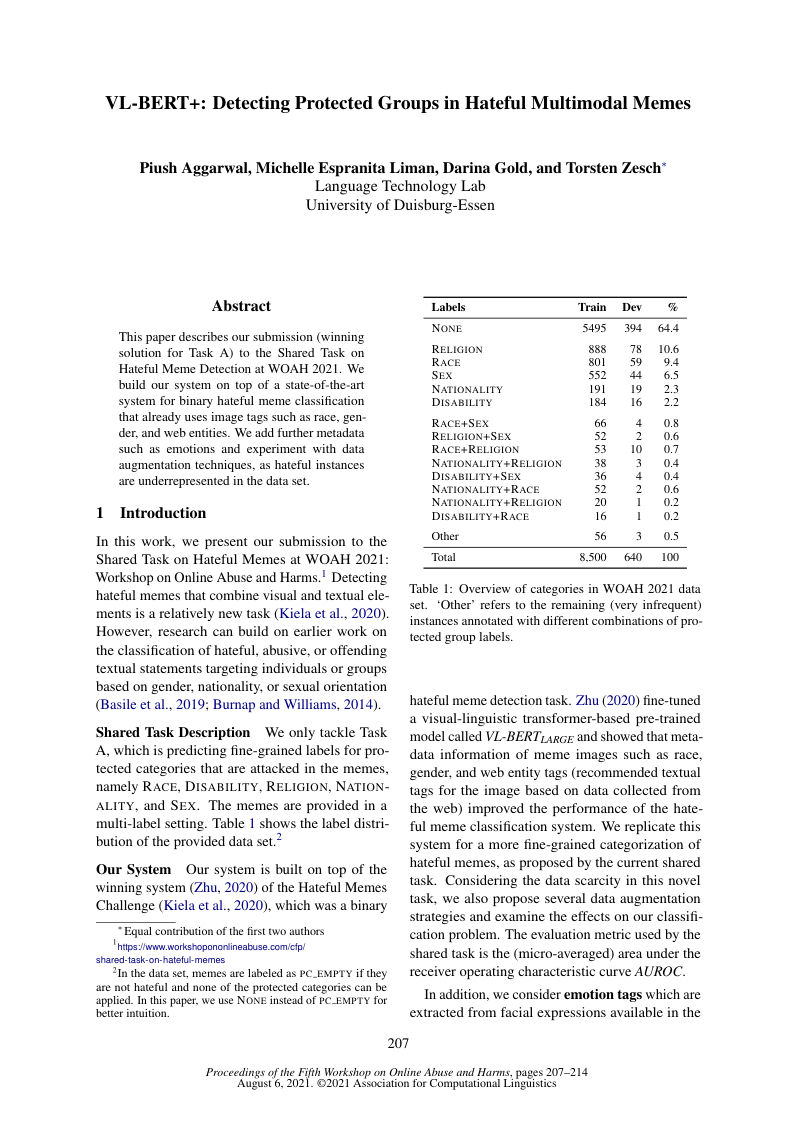 VL-BERT+: Detecting Protected Groups in Hateful Multimodal Memes
Piush Aggarwal, Michelle Espranita Liman, Darina Gold, and Torsten Zesch*
Language Technology Lab
University of Duisburg-Essen
Abstract
This paper describes our submission (winning
solution for Task A) to the Shared Task on
Hateful Meme Detection at WOAH 2021. We
build our system on top of a state-of-the-art
system for binary hateful meme classification
that already uses image tags such as race, gen-
der, and web entities. We add further metadata
such as emotions and experiment with data
augmentation techniques, as hateful instances
are underrepresented in the data set.
1 Introduction
In this work, we present our submission to the
Shared Task on Hateful Memes at WOAH 2021:
Workshop on Online Abuse and Harms.1 Detecting
hateful memes that combine visual and textual ele-
ments is a relatively new task (Kiela et al., 2020).
However, research can build on earlier work on
the classification of hateful, abusive, or offending
textual statements targeting individuals or groups
based on gender, nationality, or sexual orientation
(Basile et al., 2019; Burnap and Williams, 2014).
Shared Task Description We only tackle Task
A, which is predicting fine-grained labels for pro-
tected categories that are attacked in the memes,
namely RACE, DISABILITY, RELIGION, NATION-
ALITY, and SEX. The memes are provided in a
multi-label setting. Table 1 shows the label distri-
bution of the provided data set.2
Our System Our system is built on top of the
winning system (Zhu, 2020) of the Hateful Memes
Challenge (Kiela et al., 2020), which was a binary
*Equal contribution of the first two authors
1https://www.workshopononlineabuse.com/cfp/
shared-task-on-hateful-memes
2In the data set, memes are labeled as PC_EMPTY if they
are not hateful and none of the protected categories can be
applied. In this paper, we use NONE instead of PC_EMPTY for
better intuition.
Labels Train Dev %
NONE 5495 394 64.4
RELIGION 888 78 10.6
RACE 801 59 9.4
SEX 552 44 6.5
NATIONALITY 191 19 2.3
DISABILITY 184 16 2.2
RACE+SEX 66 4 0.8
RELIGION+SEX 52 2 0.6
RACE+RELIGION 53 10 0.7
NATIONALITY+RELIGION 38 3 0.4
DISABILITY+SEX 36 4 0.4
NATIONALITY+RACE 52 2 0.6
NATIONALITY+RELIGION 20 1 0.2
DISABILITY+RACE 16 1 0.2
Other 56 3 0.5
Total 8,500 640 100
Table 1: Overview of categories in WOAH 2021 data
set. ‘Other’ refers to the remaining (very infrequent)
instances annotated with different combinations of pro-
tected group labels.
hateful meme detection task. Zhu (2020) fine-tuned
a visual-linguistic transformer-based pre-trained
model called VL-BERTLARGE and showed that meta-
data information of meme images such as race,
gender, and web entity tags (recommended textual
tags for the image based on data collected from
the web) improved the performance of the hate-
ful meme classification system. We replicate this
system for a more fine-grained categorization of
hateful memes, as proposed by the current shared
task. Considering the data scarcity in this novel
task, we also propose several data augmentation
strategies and examine the effects on our classifi-
cation problem. The evaluation metric used by the
shared task is the (micro-averaged) area under the
receiver operating characteristic curve AUROC.
In addition, we consider emotion tags which are
extracted from facial expressions available in the
207
Proceedings of the Fifth Workshop on Online Abuse and Harms, pages 207–214
August 6, 2021. ©2021 Association for Computational Linguistics